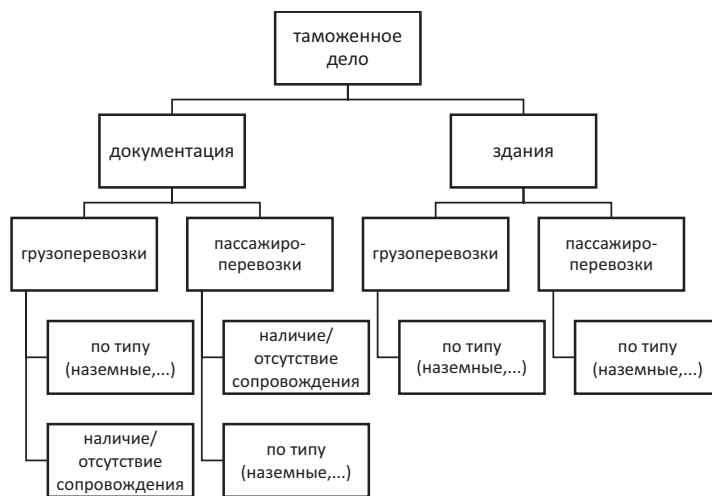 таможенное
дело
документация
здания
грузоперевозки
пассажиро-
перевозки
грузоперевозки
пассажиро-
перевозки
по типу
(наземные,...)
наличие/
отсутствие
сопровождения
по типу
(наземные,...)
по типу
(наземные,...)
наличие/
отсутствие
сопровождения
по типу
(наземные,...)